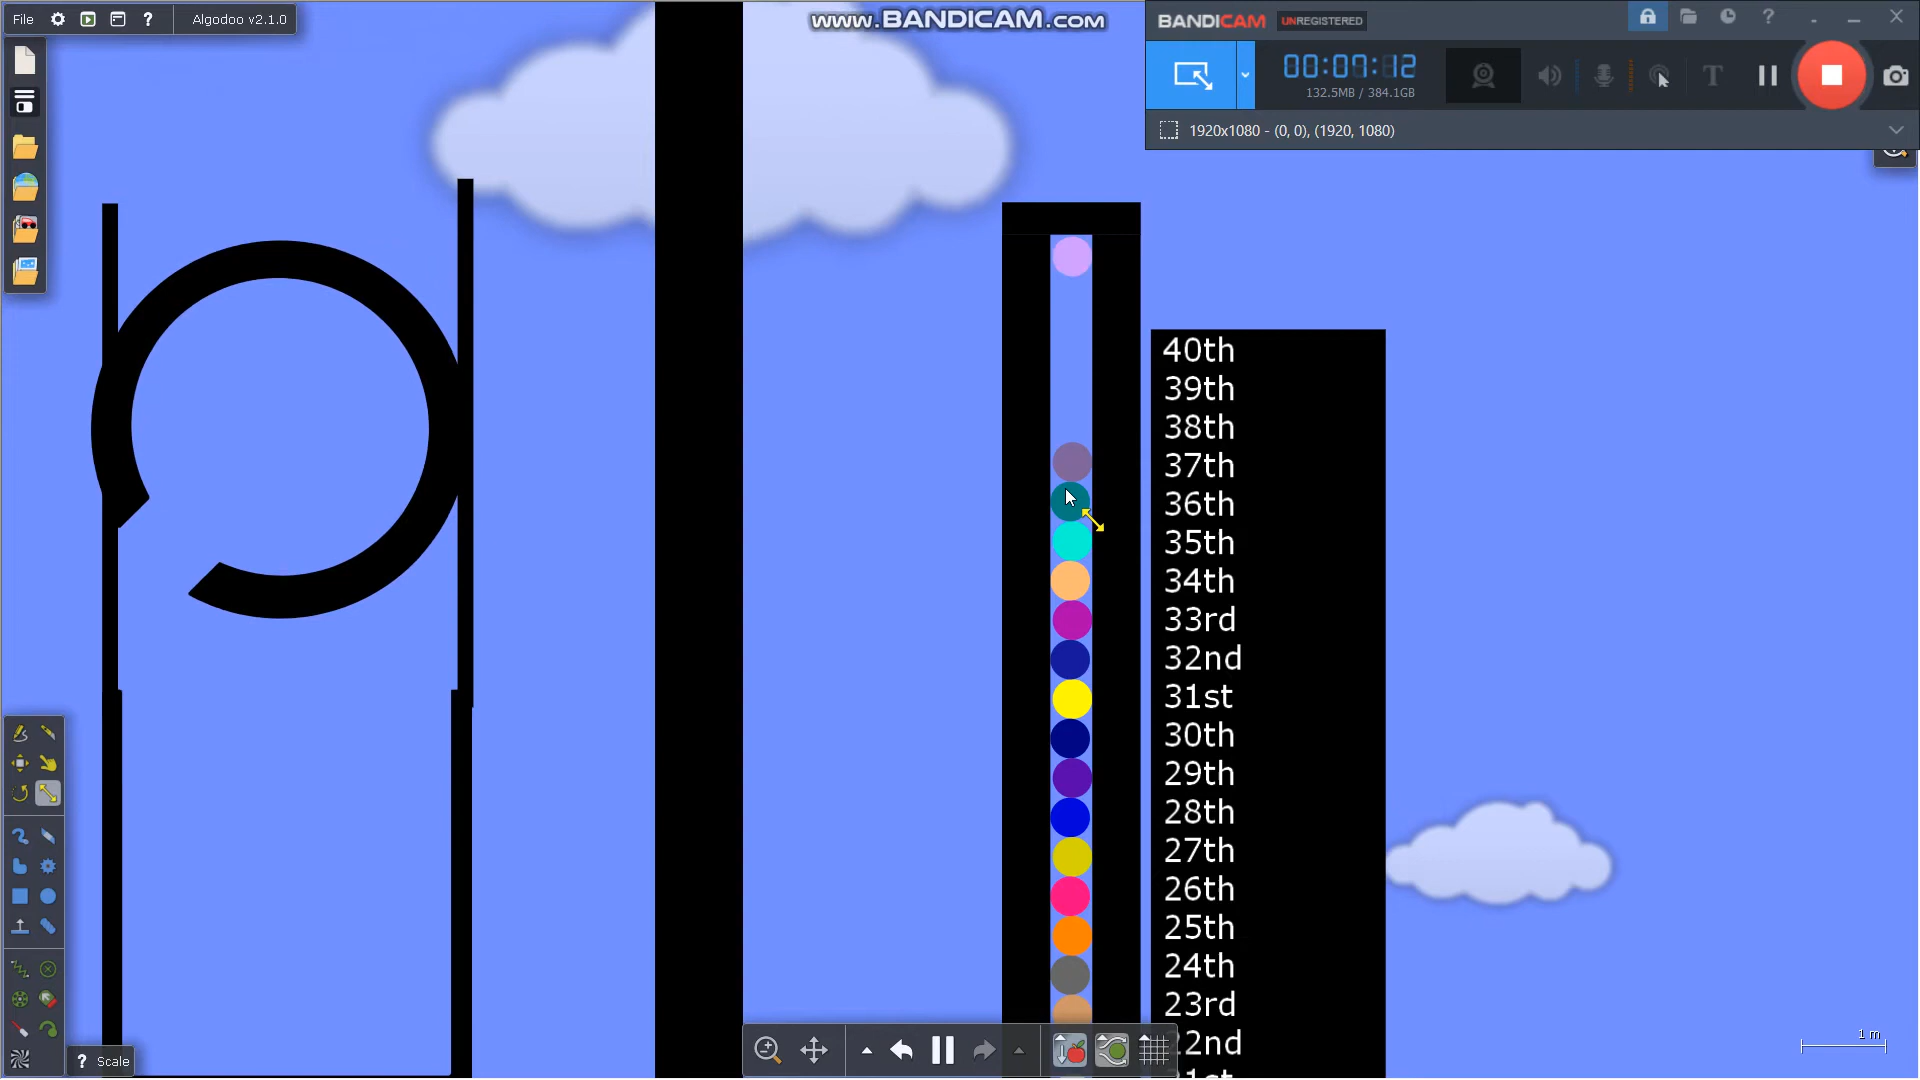 File
?
Algodoo v2.1.0
www.BANDICAM.com
BANDICAM UNREGISTERED
?
00:07:12
132.5MB / 384.1GB
T
1920x1080 - (0, 0), (1920, 1080)
40th
39th
38th
37th
36th
35th
34th
33rd
32nd
31st
30th
29th
28th
27th
26th
25th
24th
23rd
22nd
21st
? Scale
1 m